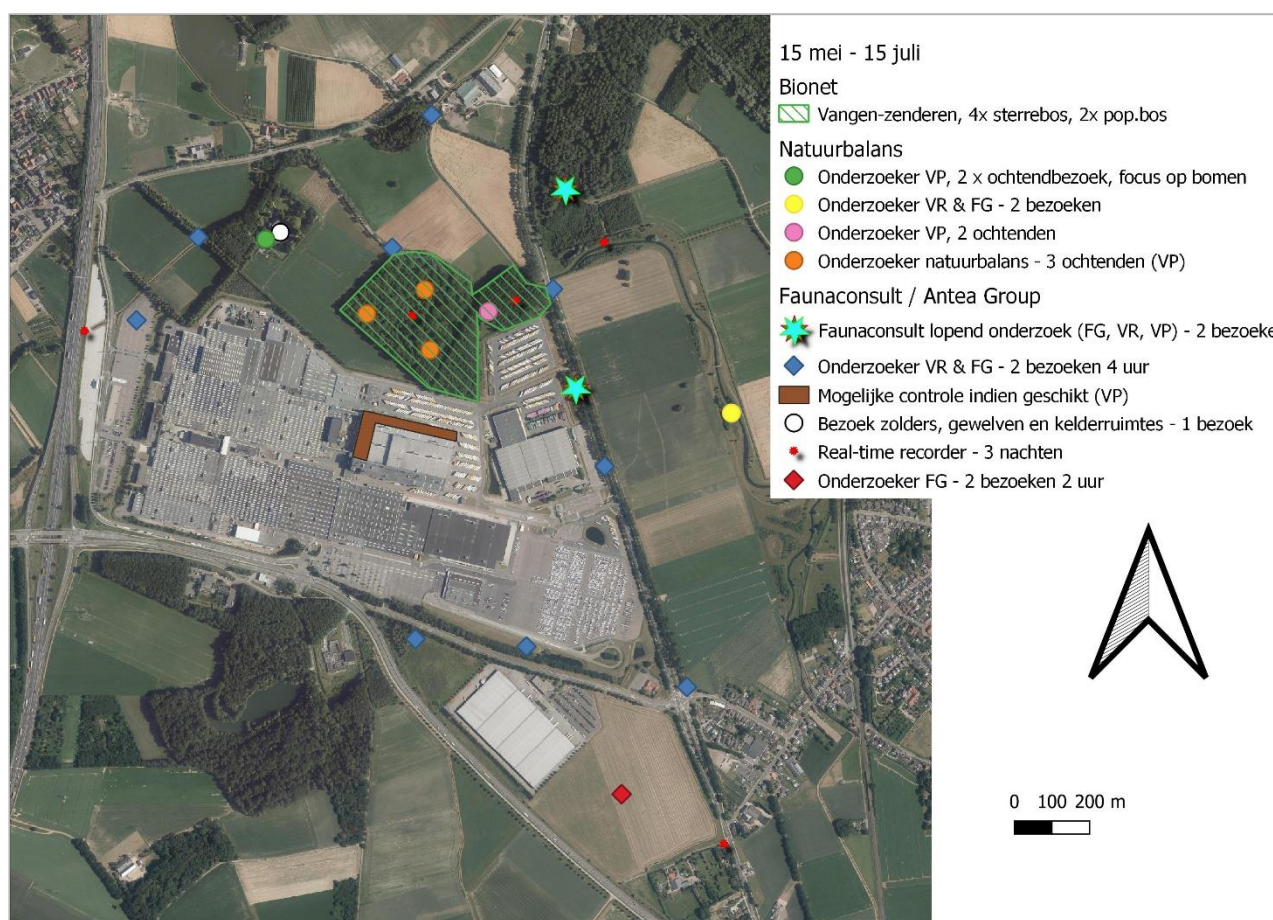 15 mei - 15 juli
Bionet
Vangen-zenderen, 4x sterrebos, 2x pop.bos
Natuurbalans
Onderzoeker VP, 2 x ochtendbezoek, focus op bomen
Onderzoeker VR & FG - 2 bezoeken
Onderzoeker VP, 2 ochtenden
Onderzoeker natuurbalans - 3 ochtenden (VP)
Faunaconsult / Antea Group
Faunaconsult lopend onderzoek (FG, VR, VP) - 2 bezoeke
Onderzoeker VR & FG - 2 bezoeken 4 uur
Mogelijke controle indien geschikt (VP)
Bezoek zolders, gewelven en kelderruimtes - 1 bezoek
Real-time recorder - 3 nachten
Onderzoeker FG - 2 bezoeken 2 uur
0 100 200 m